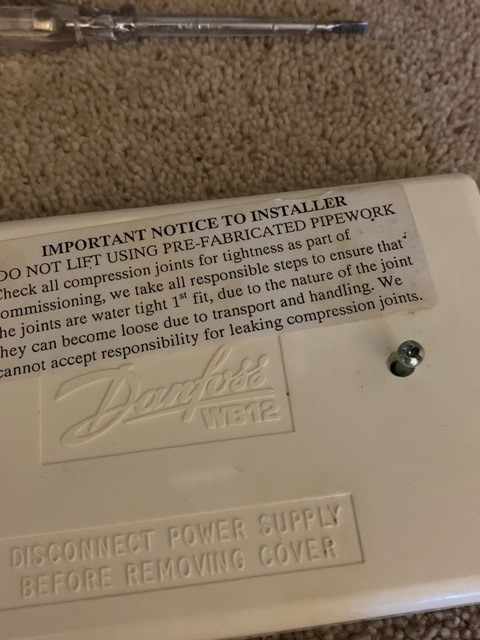 IMPORTANT NOTICE TO INSTALLER
DO NOT LIFT USING PRE-FABRICATED PIPEWORK
Check all compression joints for tightness as part of
ommissioning, we take all responsible steps to ensure that
he joints are water tight 1st fit, due to the nature of the joint
hey can become loose due to transport and handling. We
cannot accept responsibility for leaking compression joints.
Danfoss
WB12
DISCONNECT POWER SUPPLY
BEFORE REMOVING COVER